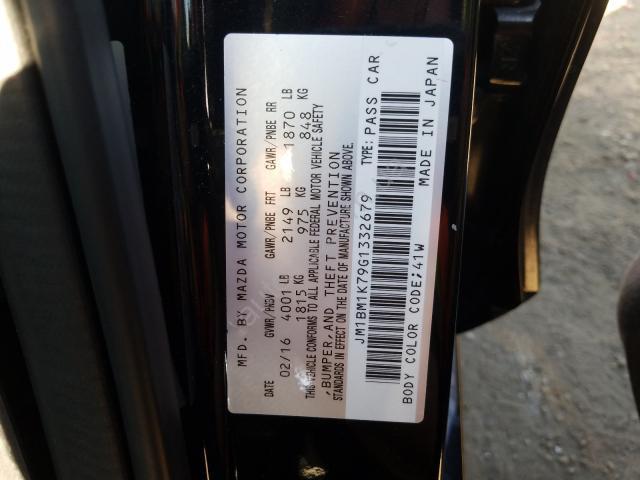 MFD. BY MAZDA MOTOR CORPORATION
DATE GVWR/PNBV GAWR/PNBE FRT GAWR/PNBE RR
02/16 4001 LB 2149 LB 1870 LB
1815 KG 975 KG 848 KG
THIS VEHICLE CONFORMS TO ALL APPLICABLE FEDERAL MOTOR VEHICLE SAFETY
,BUMPER,AND THEFT PREVENTION
STANDARDS IN EFFECT ON THE DATE OF MANUFACTURE SHOWN ABOVE.
JM1BM1K79G1332679 TYPE: PASS CAR
BODY COLOR CODE:41W MADE IN JAPAN